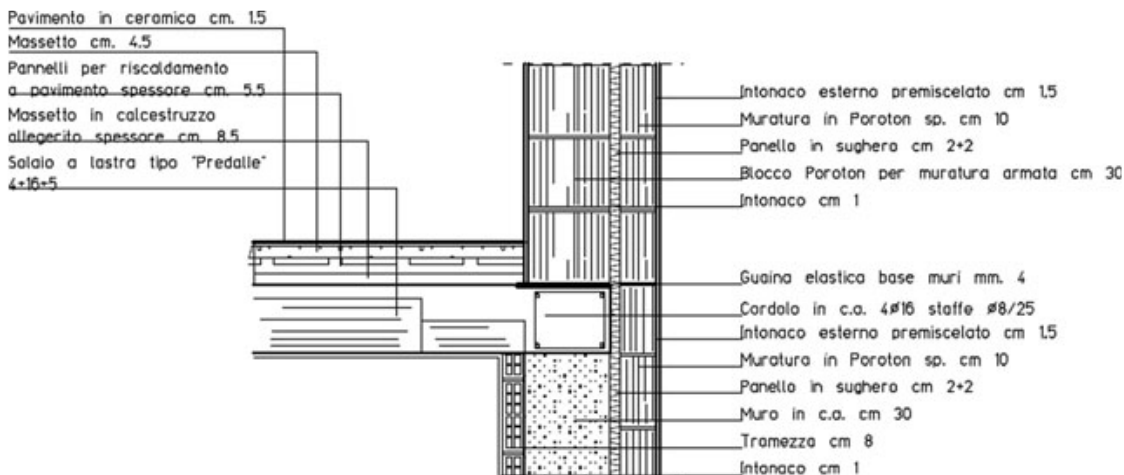 Pavimento in ceramica cm. 1.5
Massetto cm. 4.5
Pannelli per riscaldamento
a pavimento spessore cm. 5.5
Massetto in calcestruzzo
allegerito spessore cm. 8.5
Solaio a lastra tipo "Predalle"
4+16+5
Intonaco esterno premiscelato cm 1.5
Muratura in Poroton sp. cm 10
Panello in sughero cm 2+2
Blocco Poroton per muratura armata cm 30
Intonaco cm 1
Guaina elastica base muri mm. 4
Cordolo in c.a. 4ø16 staffe ø8/25
Intonaco esterno premiscelato cm 1.5
Muratura in Poroton sp. cm 10
Panello in sughero cm 2+2
Muro in c.a. cm 30
Tramezza cm 8
Intonaco cm 1